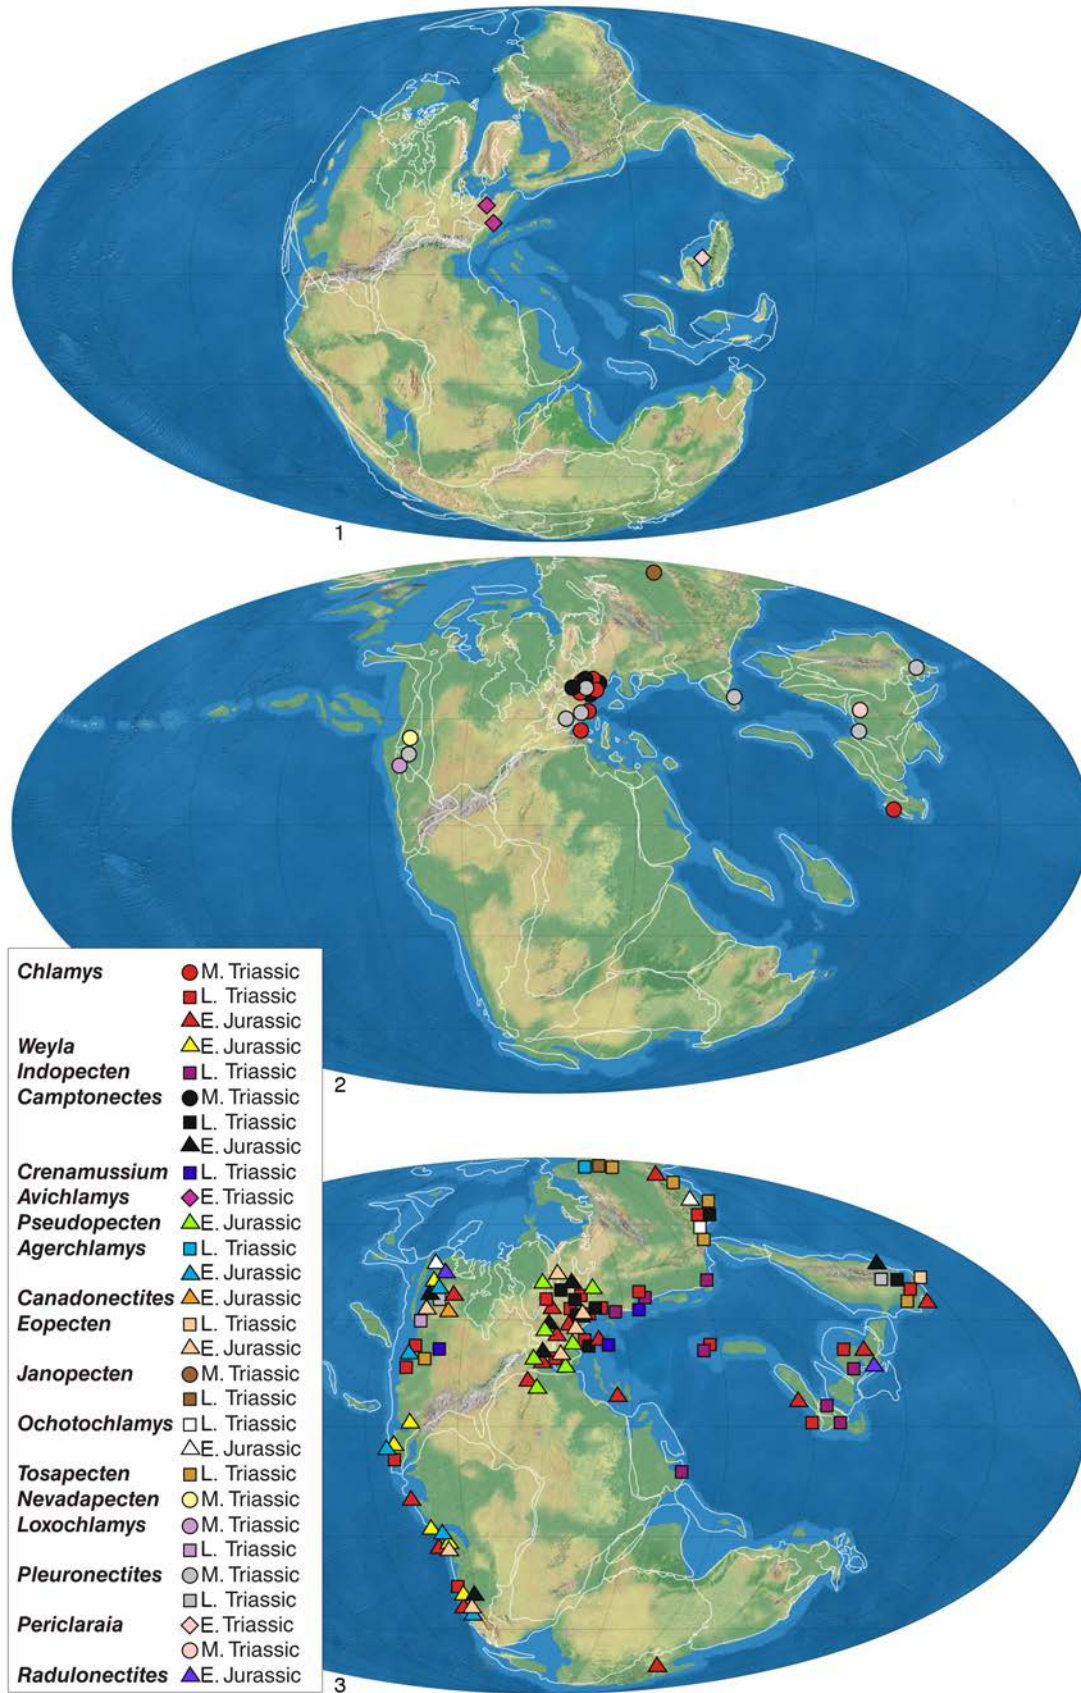 1
2
Chlamys M. Triassic
L. Triassic
E. Jurassic
Weyla E. Jurassic
Indopecten L. Triassic
Camptonectes M. Triassic
L. Triassic
E. Jurassic
Crenamussium L. Triassic
Avichlamys E. Triassic
Pseudopecten E. Jurassic
Agerchlamys L. Triassic
E. Jurassic
Canadonectites E. Jurassic
Eopecten L. Triassic
E. Jurassic
Janopecten M. Triassic
L. Triassic
Ochotochlamys L. Triassic
E. Jurassic
Tosapecten L. Triassic
Nevadapecten M. Triassic
Loxochlamys M. Triassic
L. Triassic
Pleuronectites M. Triassic
L. Triassic
Periclaraia E. Triassic
M. Triassic
Radulonectites E. Jurassic
3